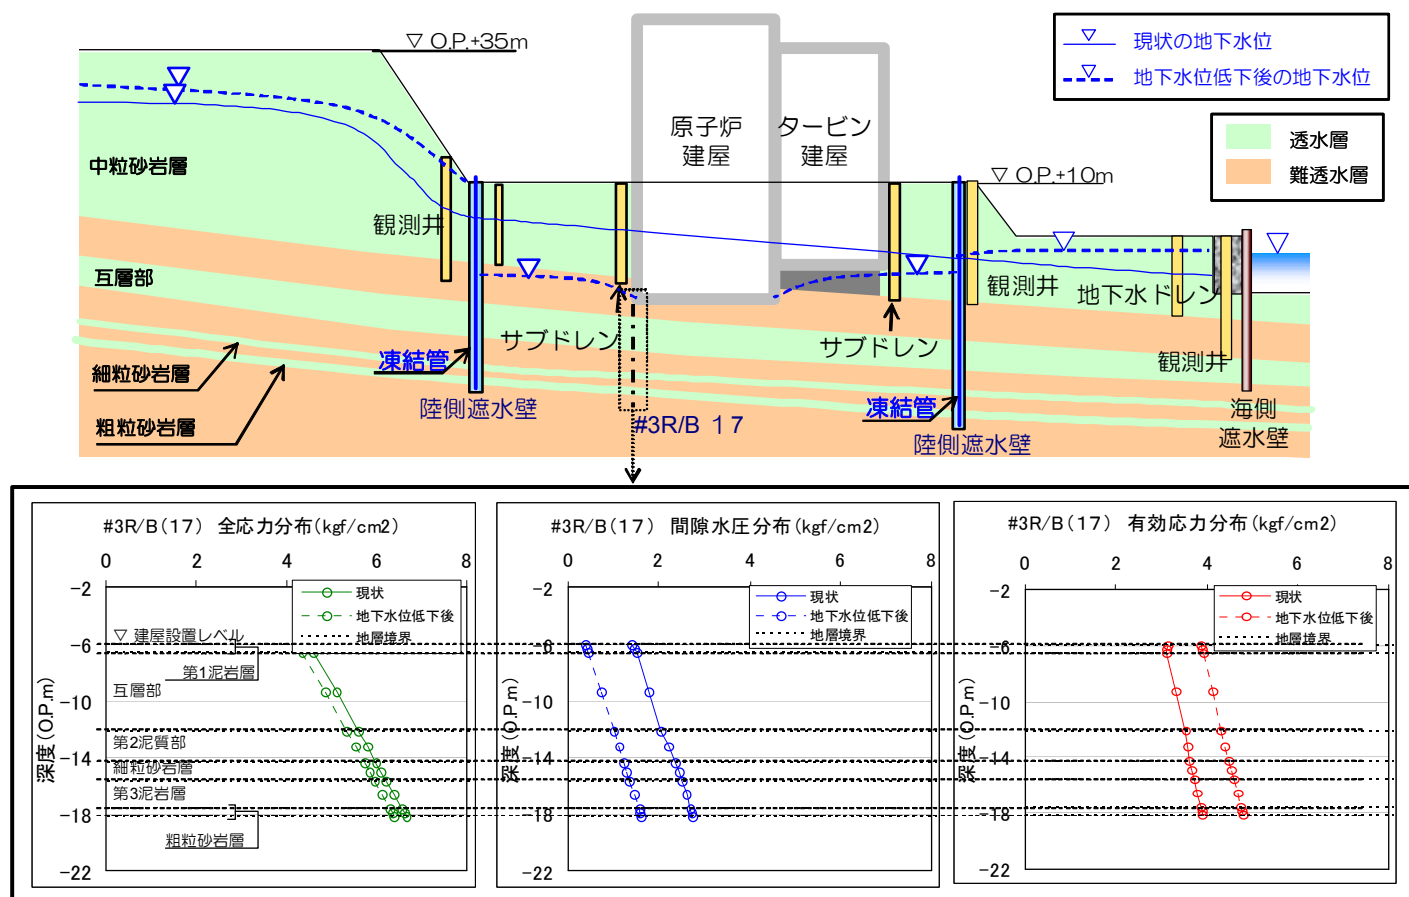 ▽ O.P.+35m
▽ 現状の地下水位
▽ 地下水位低下後の地下水位
透水層
難透水層
原子炉
建屋
タービン
建屋
中粒砂岩層
▽ O.P.+10m
観測井
互層部
観測井
地下水ドレン
サブドレン
サブドレン
凍結管
観測井
細粒砂岩層
陸側遮水壁
凍結管
海側
遮水壁
粗粒砂岩層
#3R/B 17
陸側遮水壁
#3R/B(17) 全応力分布(kgf/cm2)
0 2 4 6 8
-2
-6
-10
-14
-18
-22
深度(O.P.m)
現状
地下水位低下後
地層境界
▽ 建屋設置レベル
第1泥岩層
互層部
第2泥質部
細粒砂岩層
第3泥岩層
粗粒砂岩層
#3R/B(17) 間隙水圧分布(kgf/cm2)
0 2 4 6 8
-2
-6
-10
-14
-18
-22
深度(O.P.m)
現状
地下水位低下後
地層境界
#3R/B(17) 有効応力分布(kgf/cm2)
0 2 4 6 8
-2
-6
-10
-14
-18
-22
深度(O.P.m)
現状
地下水位低下後
地層境界